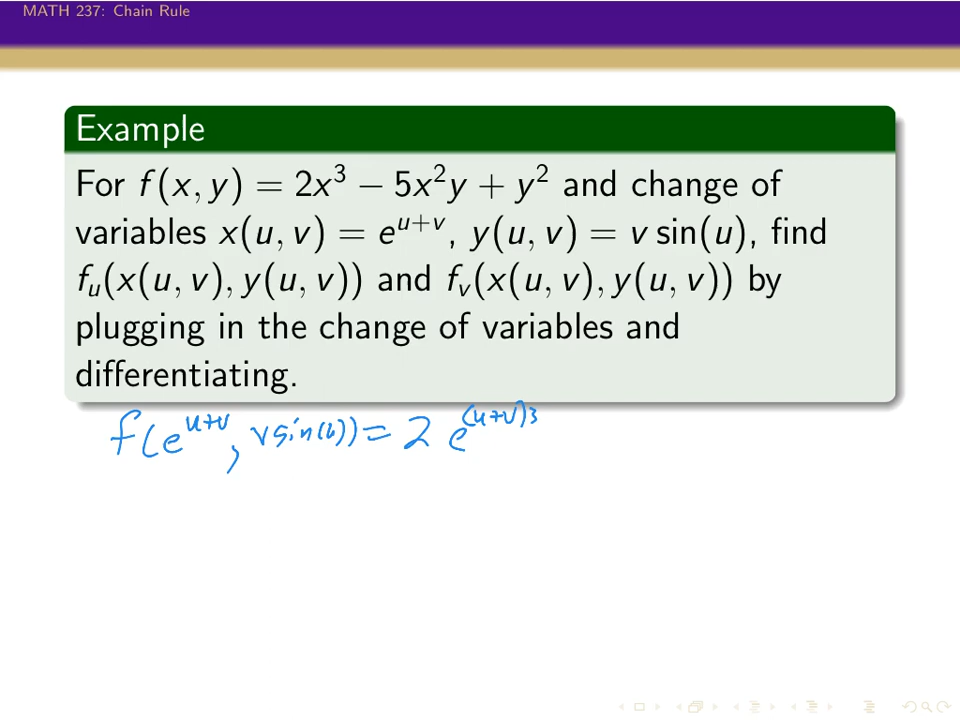 MATH 237: Chain Rule
Example
For f(x, y) = 2x³ − 5x²y + y² and change of
variables x(u, v) = e^{u+v}, y(u, v) = v sin(u), find
f_u(x(u, v), y(u, v)) and f_v(x(u, v), y(u, v)) by
plugging in the change of variables and
differentiating.
f(e^{u+v}, v sin(u)) = 2 e^{(u+v)3}